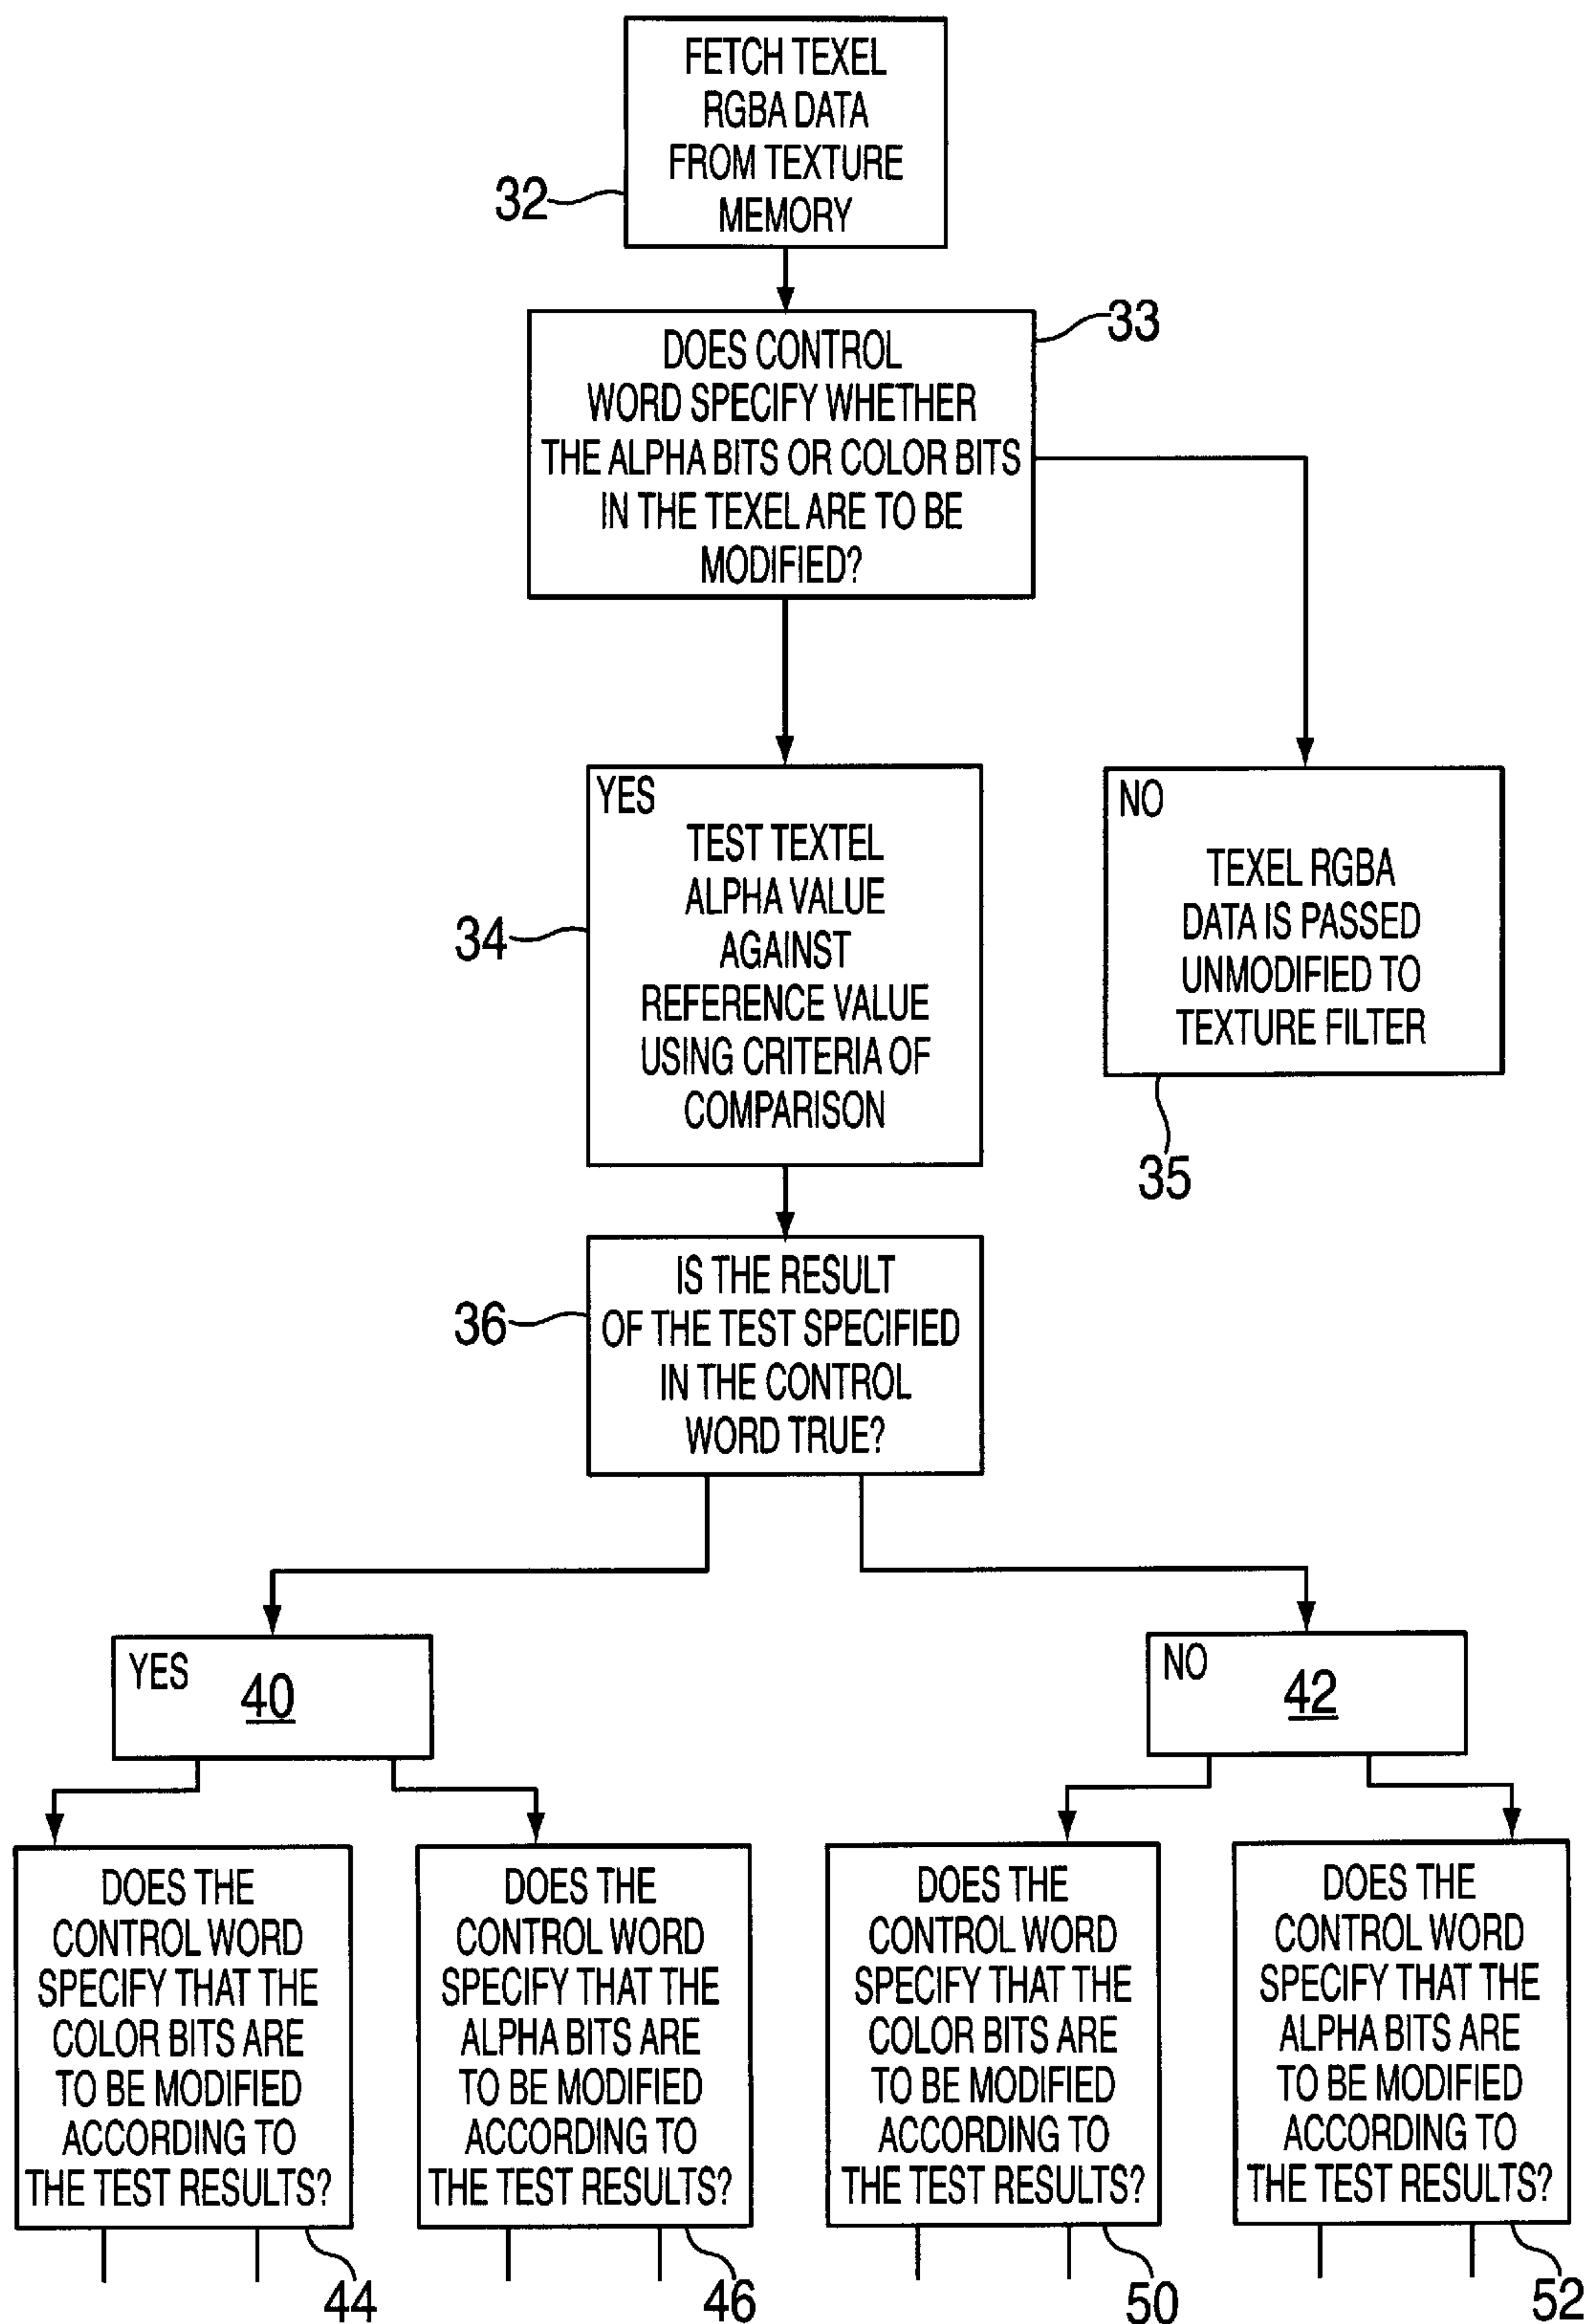 FETCH TEXEL
RGBA DATA
FROM TEXTURE
MEMORY
32
DOES CONTROL
WORD SPECIFY WHETHER
THE ALPHA BITS OR COLOR BITS
IN THE TEXEL ARE TO BE
MODIFIED?
33
YES
TEST TEXTEL
ALPHA VALUE
AGAINST
REFERENCE VALUE
USING CRITERIA OF
COMPARISON
34
NO
TEXEL RGBA
DATA IS PASSED
UNMODIFIED TO
TEXTURE FILTER
35
IS THE RESULT
OF THE TEST SPECIFIED
IN THE CONTROL
WORD TRUE?
36
YES
40
NO
42
DOES THE
CONTROL WORD
SPECIFY THAT THE
COLOR BITS ARE
TO BE MODIFIED
ACCORDING TO
THE TEST RESULTS?
44
DOES THE
CONTROL WORD
SPECIFY THAT THE
ALPHA BITS ARE
TO BE MODIFIED
ACCORDING TO
THE TEST RESULTS?
46
DOES THE
CONTROL WORD
SPECIFY THAT THE
COLOR BITS ARE
TO BE MODIFIED
ACCORDING TO
THE TEST RESULTS?
50
DOES THE
CONTROL WORD
SPECIFY THAT THE
ALPHA BITS ARE
TO BE MODIFIED
ACCORDING TO
THE TEST RESULTS?
52